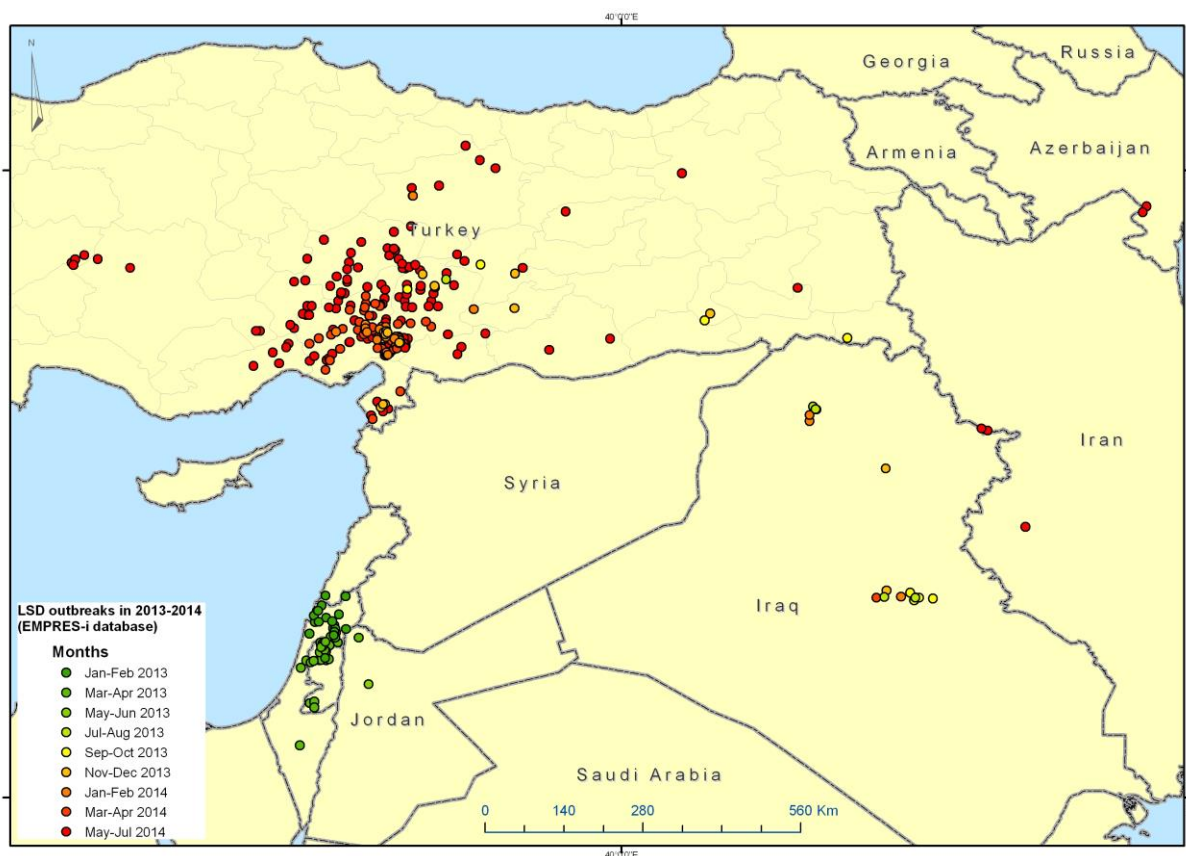 40°0'0"E
N
Russia
Georgia
Armenia
Azerbaijan
Turkey
Iran
Syria
Iraq
Jordan
Saudi Arabia
LSD outbreaks in 2013-2014
(EMPRES-i database)
Months
Jan-Feb 2013
Mar-Apr 2013
May-Jun 2013
Jul-Aug 2013
Sep-Oct 2013
Nov-Dec 2013
Jan-Feb 2014
Mar-Apr 2014
May-Jul 2014
0 140 280 560 Km
40°0'0"E